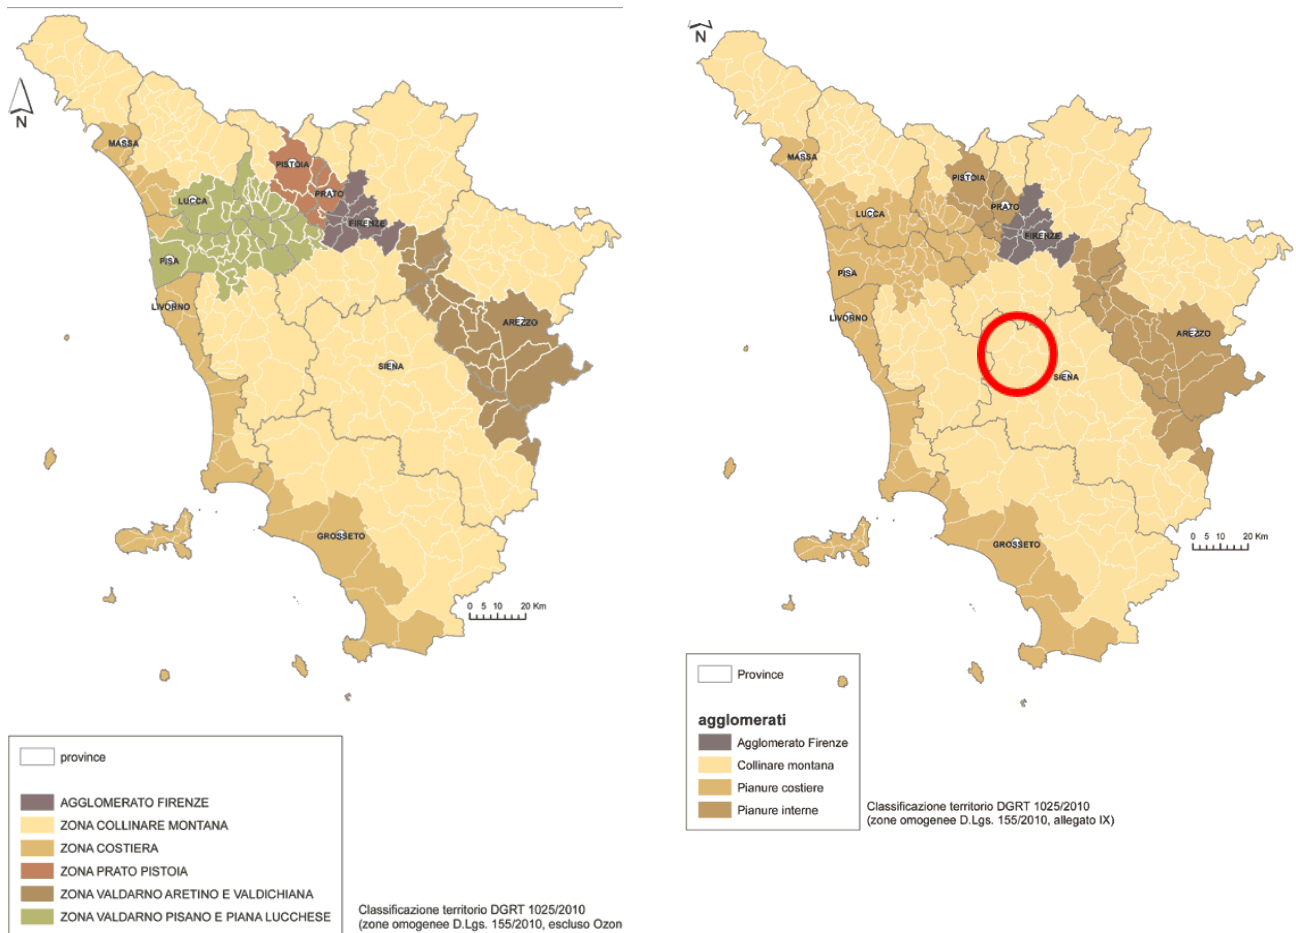 N
MASSA
PISTOIA
PRATO
LUCCA
FIRENZE
PISA
LIVORNO
AREZZO
SIENA
GROSSETO
0 5 10 20 Km
province
AGGLOMERATO FIRENZE
ZONA COLLINARE MONTANA
ZONA COSTIERA
ZONA PRATO PISTOIA
ZONA VALDARNO ARETINO E VALDICHIANA
ZONA VALDARNO PISANO E PIANA LUCCHESE
Classificazione territorio DGRT 1025/2010
(zone omogenee D.Lgs. 155/2010, escluso Ozon
N
MASSA
PISTOIA
PRATO
LUCCA
FIRENZE
PISA
LIVORNO
AREZZO
SIENA
GROSSETO
0 5 10 20 Km
Province
agglomerati
Agglomerato Firenze
Collinare montana
Pianure costiere
Pianure interne
Classificazione territorio DGRT 1025/2010
(zone omogenee D.Lgs. 155/2010, allegato IX)